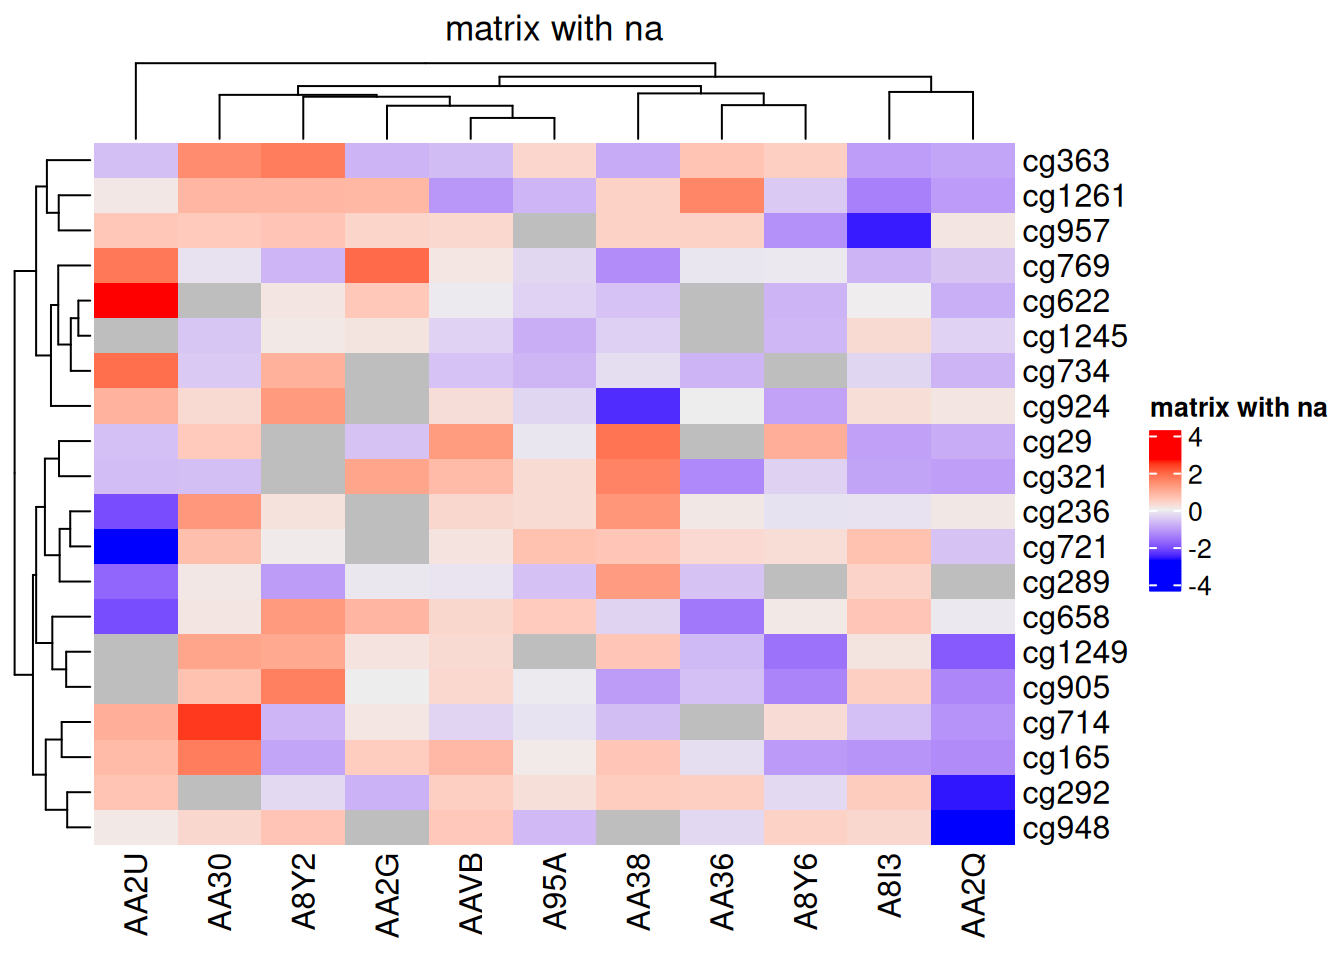 matrix with na
cg363
cg1261
cg957
cg769
cg622
cg1245
cg734
cg924
cg29
cg321
cg236
cg721
cg289
cg658
cg1249
cg905
cg714
cg165
cg292
cg948
AA2U
AA30
A8Y2
AA2G
AAVB
A95A
AA38
AA36
A8Y6
A8I3
AA2Q
matrix with na
4
2
0
-2
-4